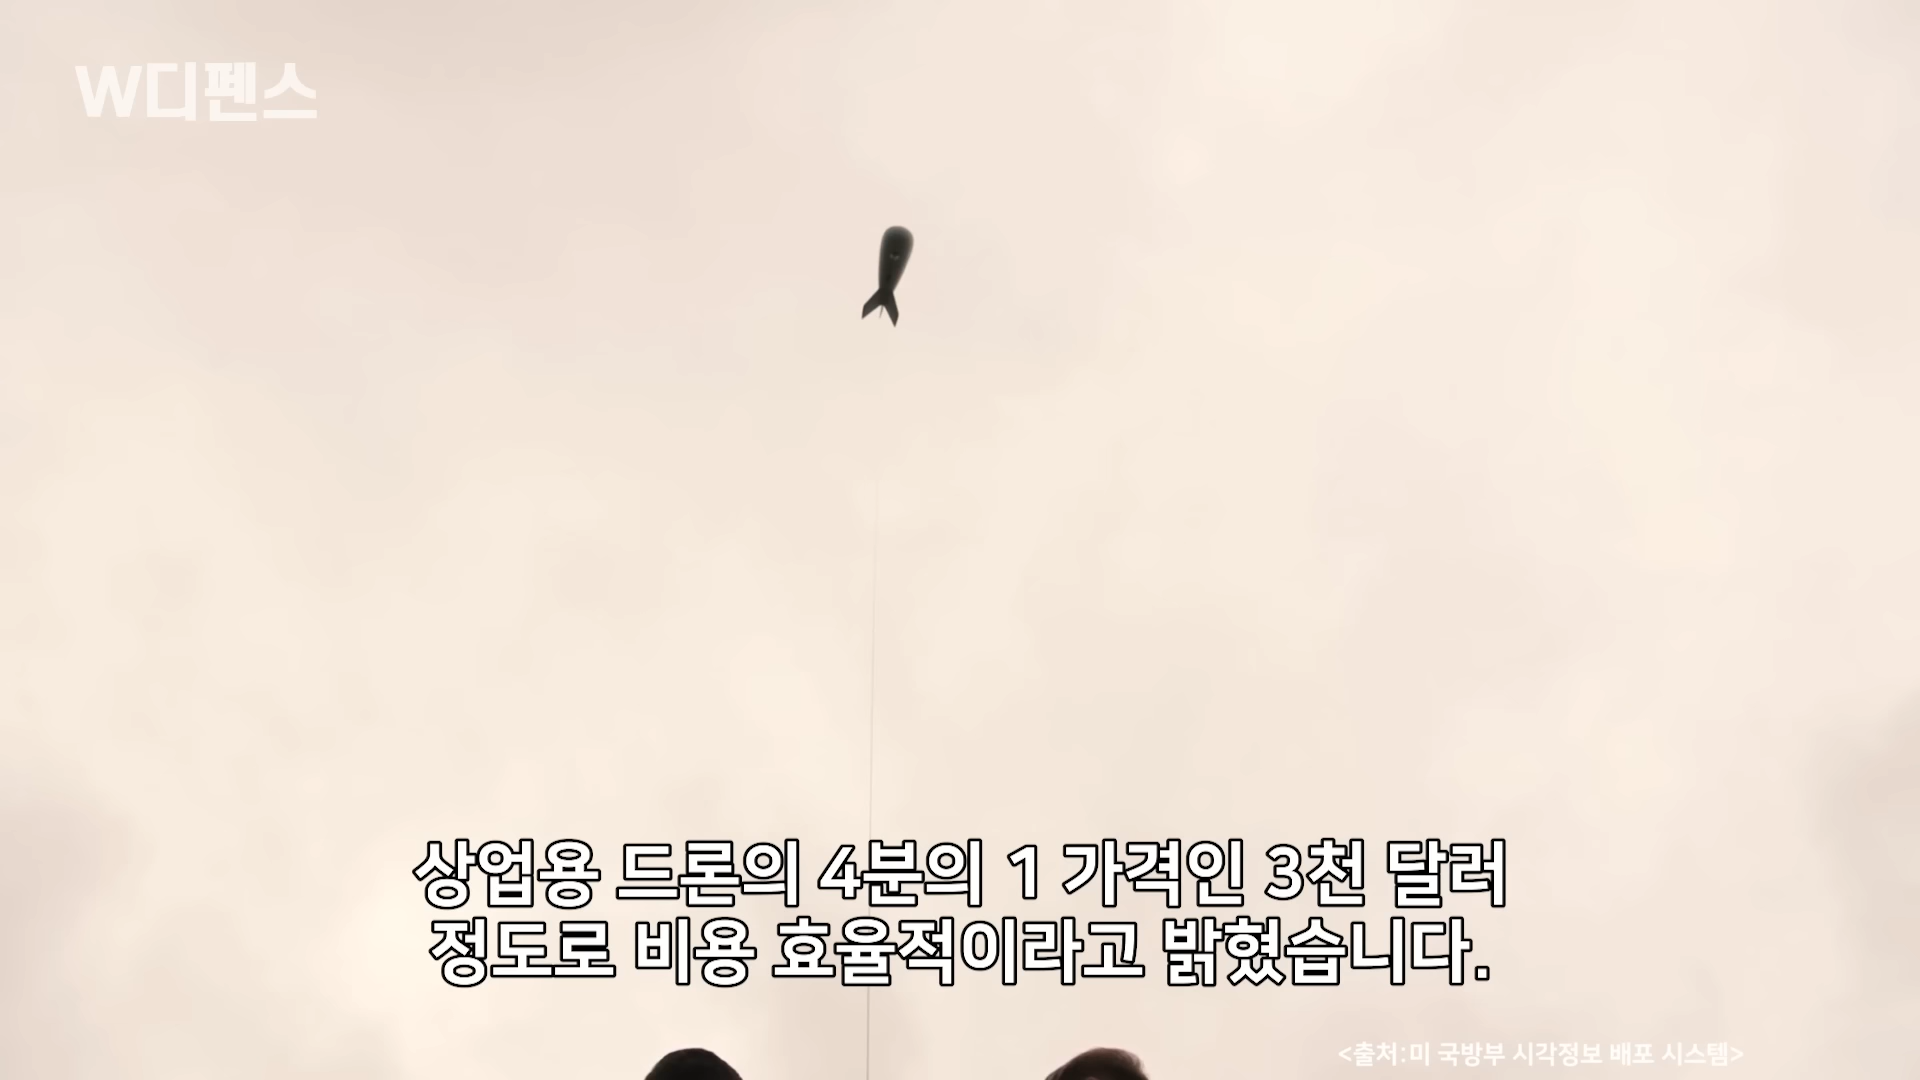 W디펜스
상업용 드론의 4분의 1 가격인 3천 달러
정도로 비용 효율적이라고 밝혔습니다.
<출처:미 국방부 시각정보 배포 시스템>